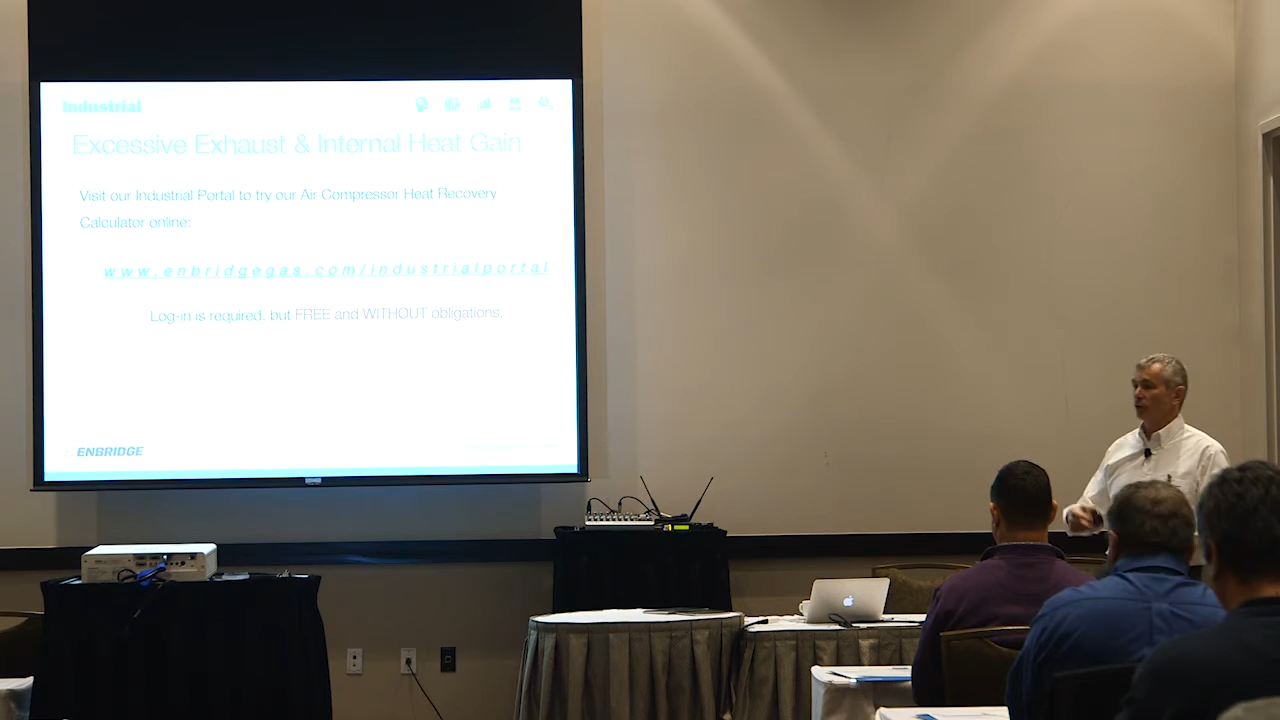 Industrial
Excessive Exhaust & Internal Heat Gain
Visit our Industrial Portal to try our Air Compressor Heat Recovery
Calculator online:
www.enbridgegas.com/industrialportal
Log-in is required, but FREE and WITHOUT obligations.
ENBRIDGE